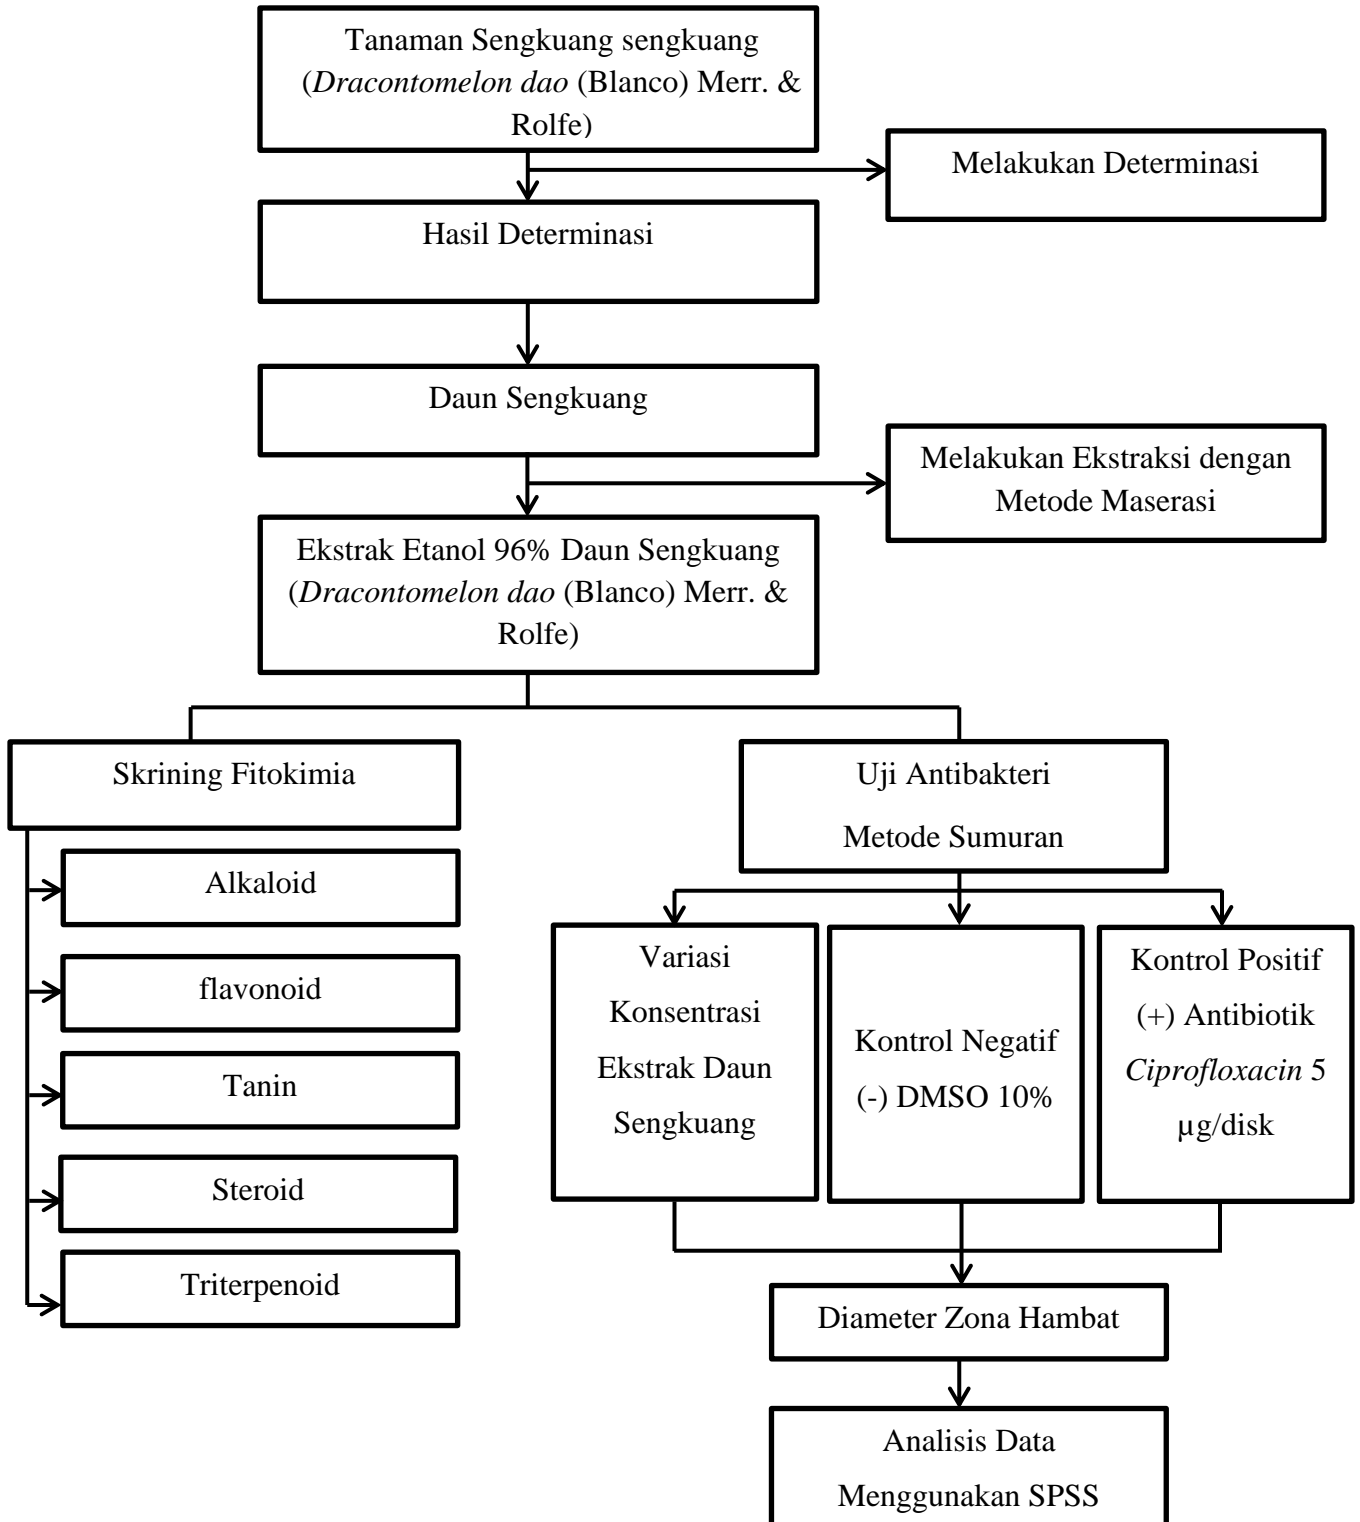 Tanaman Sengkuang sengkuang
(Dracontomelon dao (Blanco) Merr. &
Rolfe)
Melakukan Determinasi
Hasil Determinasi
Daun Sengkuang
Melakukan Ekstraksi dengan
Metode Maserasi
Ekstrak Etanol 96% Daun Sengkuang
(Dracontomelon dao (Blanco) Merr. &
Rolfe)
Skrining Fitokimia
Alkaloid
flavonoid
Tanin
Steroid
Triterpenoid
Uji Antibakteri
Metode Sumuran
Variasi
Konsentrasi
Ekstrak Daun
Sengkuang
Kontrol Negatif
(-) DMSO 10%
Kontrol Positif
(+) Antibiotik
Ciprofloxacin 5
µg/disk
Diameter Zona Hambat
Analisis Data
Menggunakan SPSS